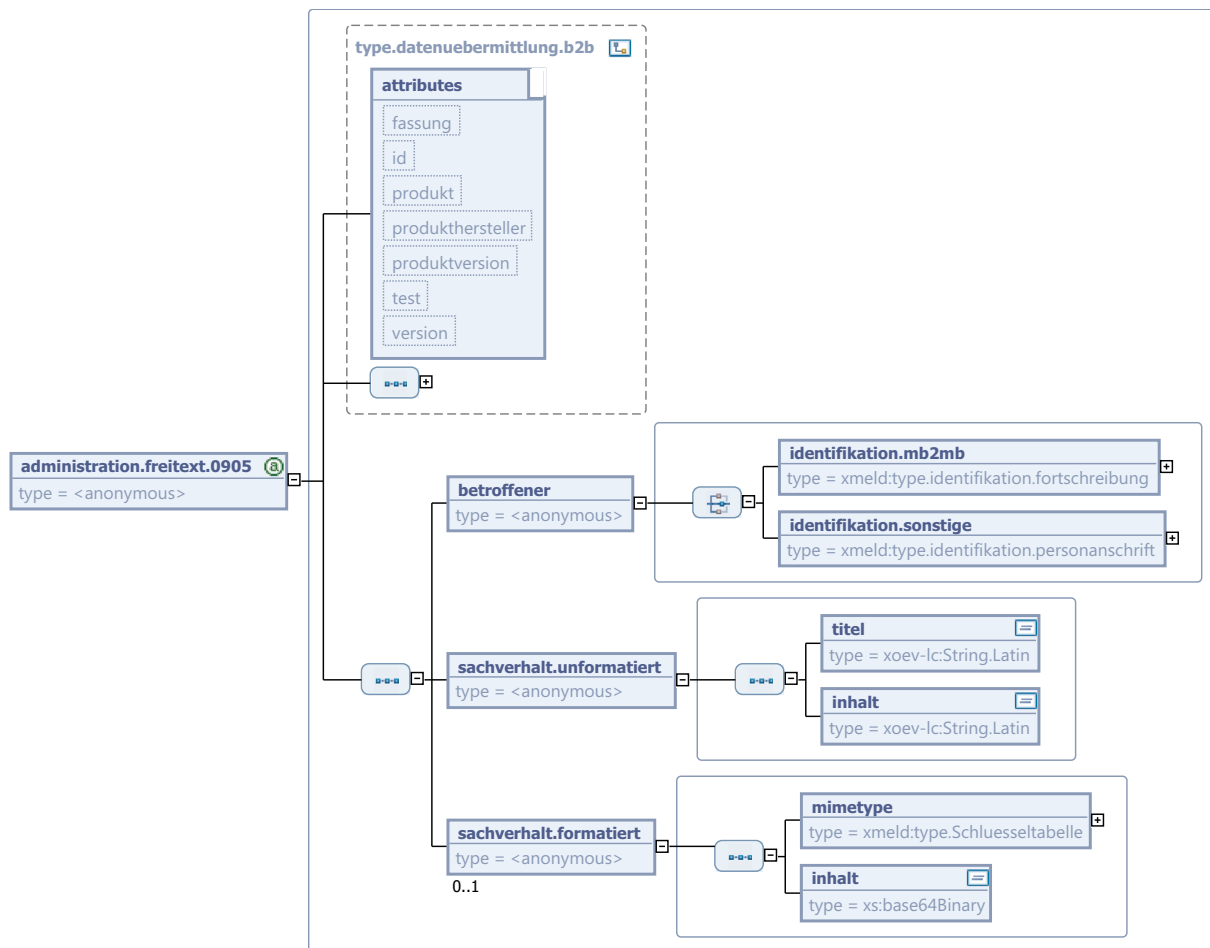 type.datenuebermittlung.b2b
attributes
fassung
id
produkt
produkthersteller
produktversion
test
version
administration.freitext.0905
type = <anonymous>
betroffener
type = <anonymous>
identifikation.mb2mb
type = xmeld:type.identifikation.fortschreibung
identifikation.sonstige
type = xmeld:type.identifikation.personanschrift
sachverhalt.unformatiert
type = <anonymous>
titel
type = xoev-lc:String.Latin
inhalt
type = xoev-lc:String.Latin
sachverhalt.formatiert
type = <anonymous>
0..1
mimetype
type = xmeld:type.Schluesseltabelle
inhalt
type = xs:base64Binary